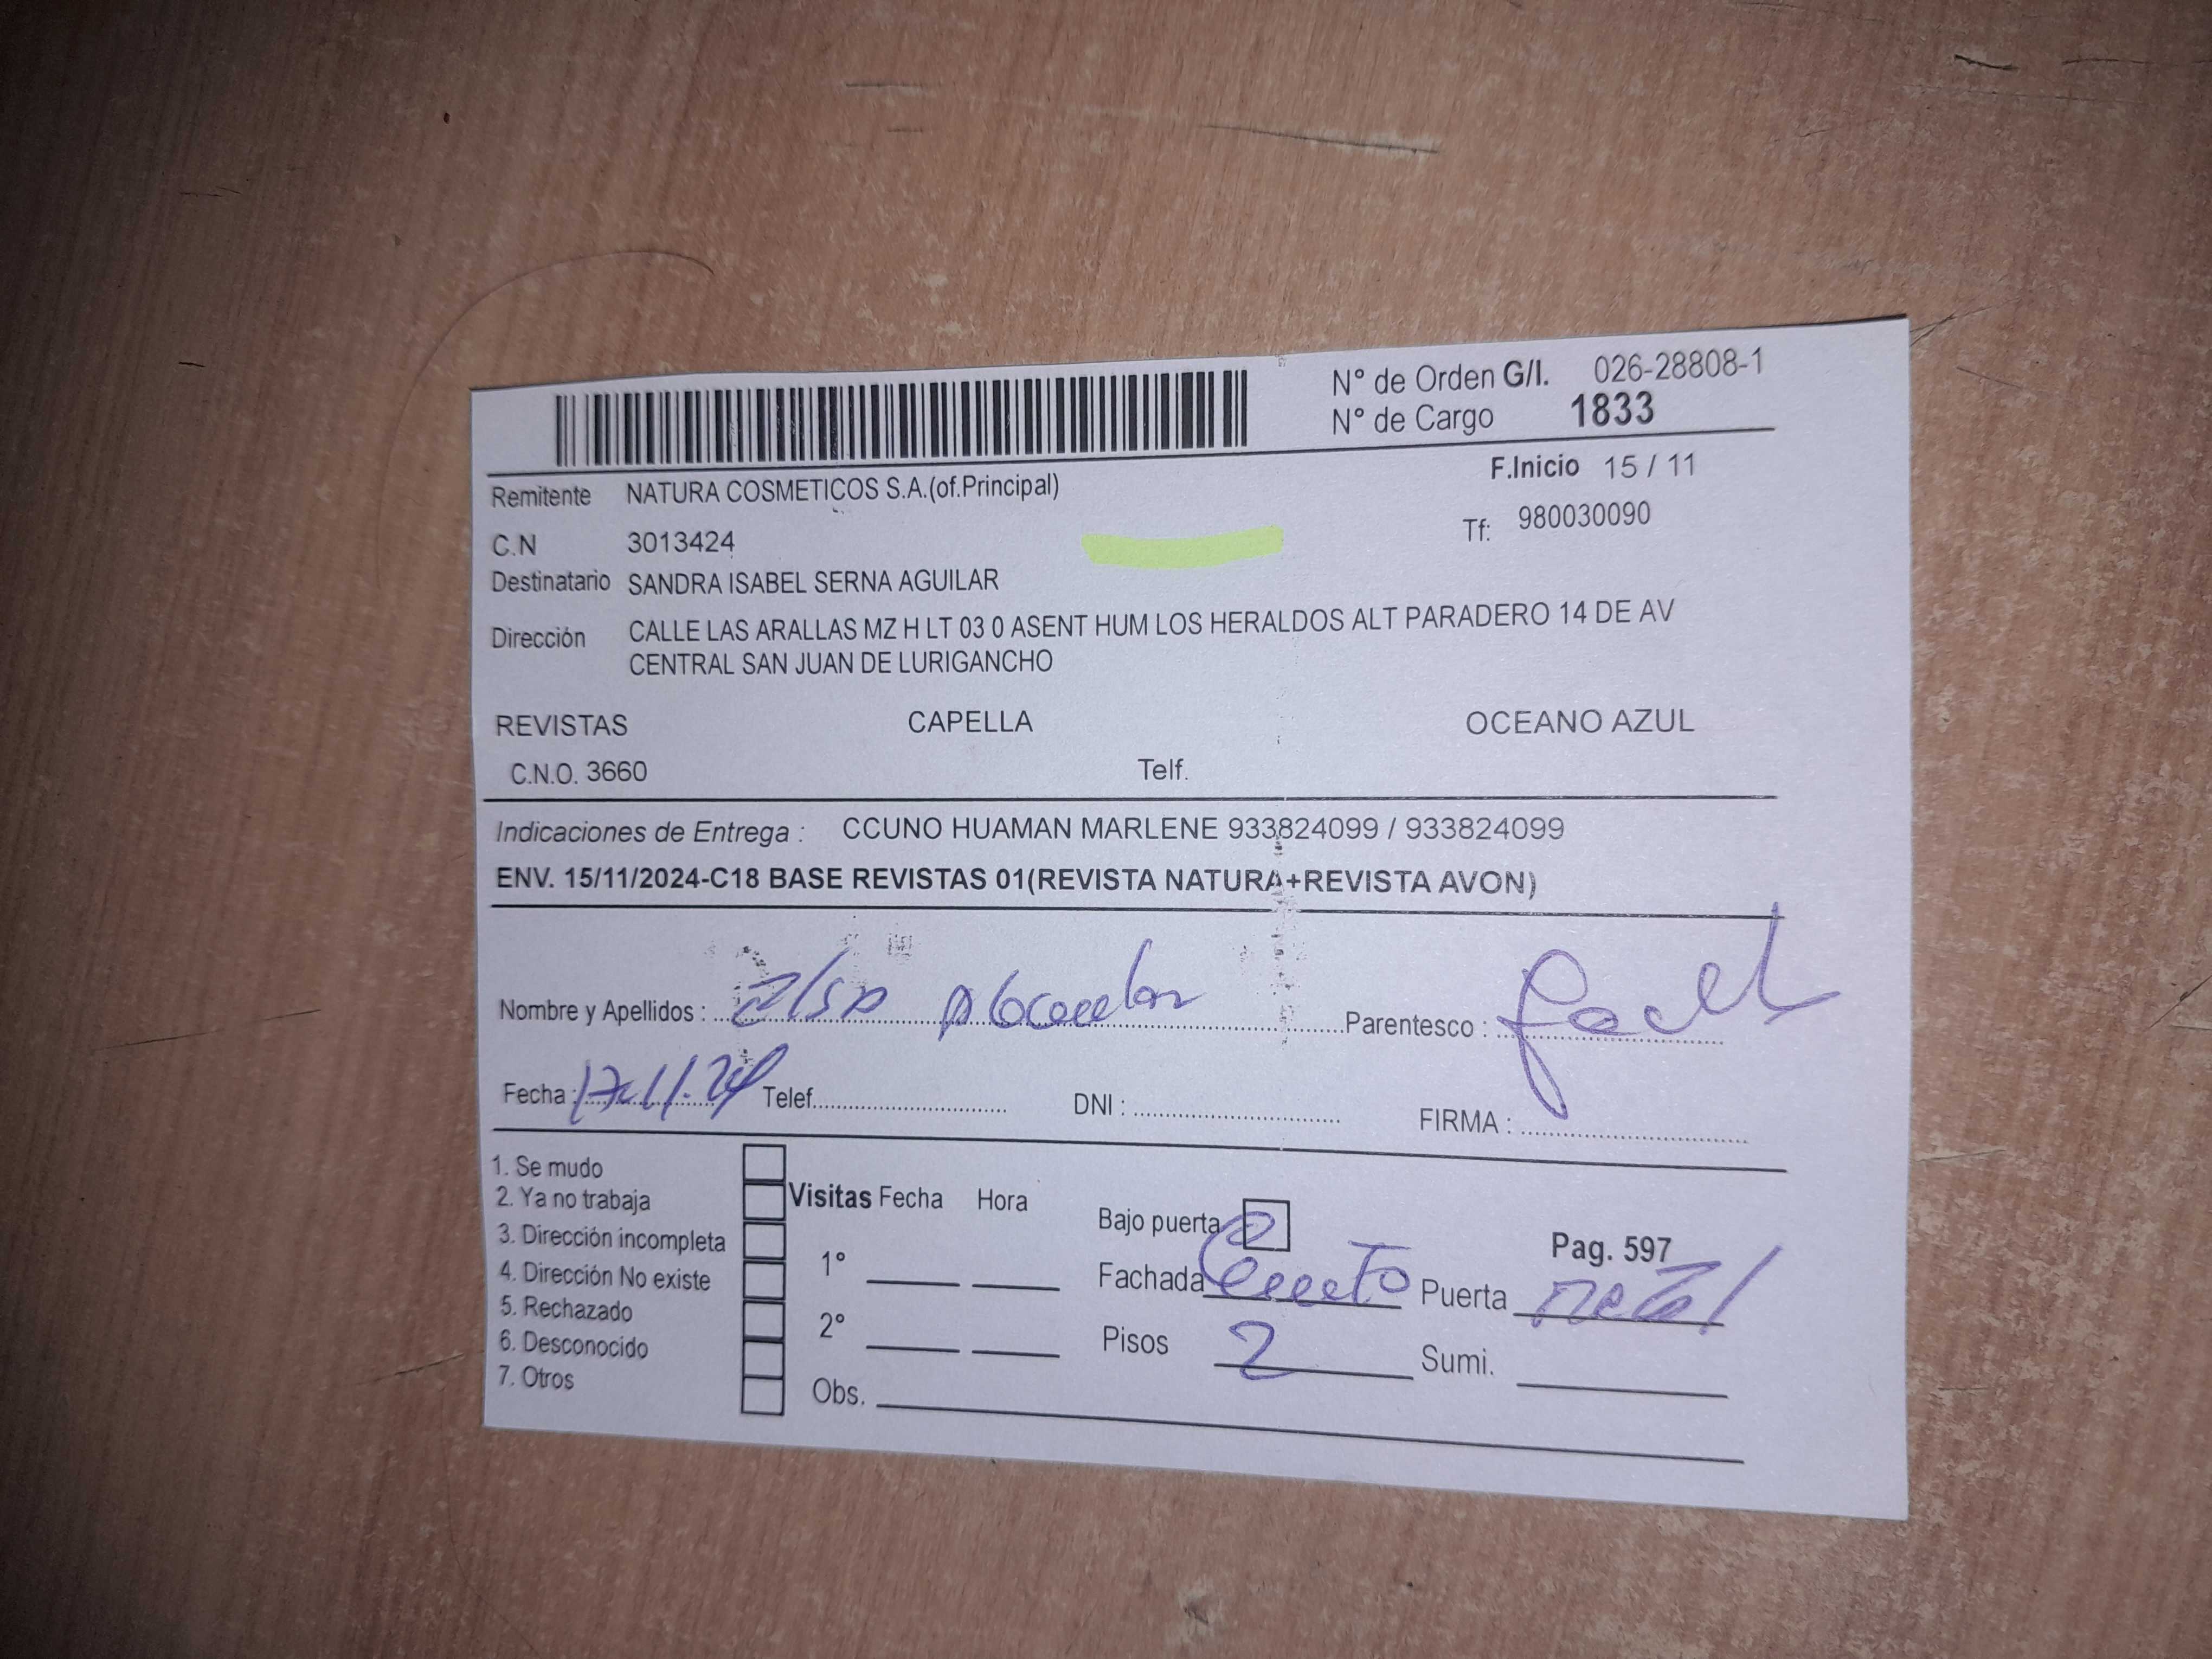 N° de Orden G/I. 026-28808-1
N° de Cargo 1833
F.Inicio 15 / 11
Remitente NATURA COSMETICOS S.A.(of.Principal)
Tf: 980030090
C.N 3013424
Destinatario SANDRA ISABEL SERNA AGUILAR
Dirección CALLE LAS ARALLAS MZ H LT 03 0 ASENT HUM LOS HERALDOS ALT PARADERO 14 DE AV
CENTRAL SAN JUAN DE LURIGANCHO
REVISTAS CAPELLA OCEANO AZUL
C.N.O. 3660 Telf.
Indicaciones de Entrega : CCUNO HUAMAN MARLENE 933824099 / 933824099
ENV. 15/11/2024-C18 BASE REVISTAS 01(REVISTA NATURA+REVISTA AVON)
Nombre y Apellidos : Elsa Parentesco :
Fecha : 17.11.24 Telef. DNI : FIRMA :
1. Se mudo
2. Ya no trabaja
3. Dirección incompleta
4. Dirección No existe
5. Rechazado
6. Desconocido
7. Otros
Visitas Fecha Hora
1°
2°
Obs.
Bajo puerta
Pag. 597
Fachada Puerta metal
Pisos 2 Sumi.